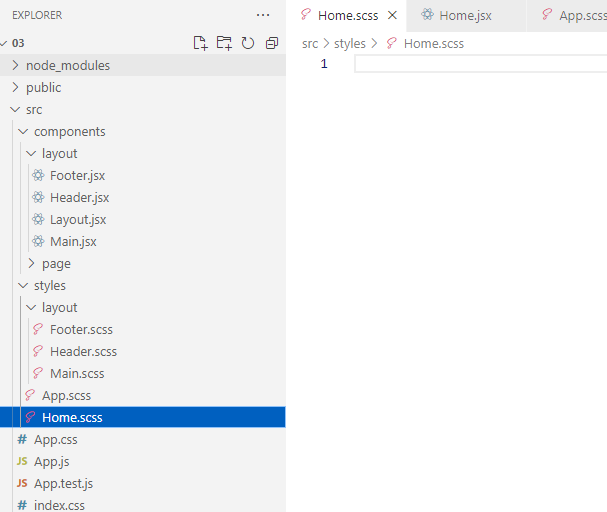 EXPLORER
03
node_modules
public
src
components
layout
Footer.jsx
Header.jsx
Layout.jsx
Main.jsx
page
styles
layout
Footer.scss
Header.scss
Main.scss
App.scss
Home.scss
# App.css
JS App.js
JS App.test.js
# index.css
Home.scss Home.jsx App.scss
src > styles > Home.scss
1